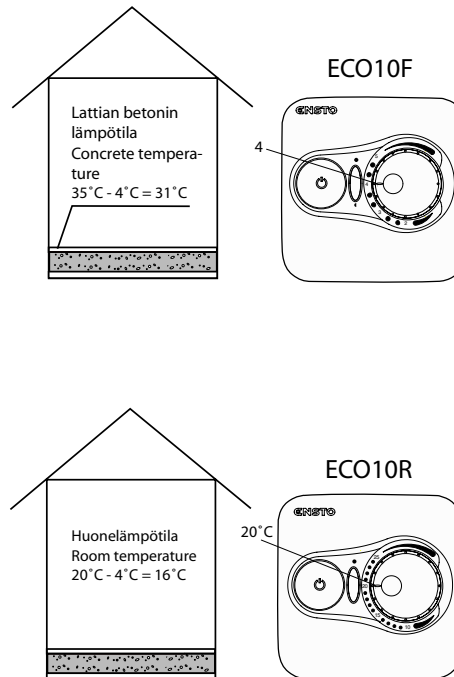 ECO10F
Lattian betonin
lämpötila
Concrete tempera-
ture
35˚C - 4˚C = 31˚C
ENSTO
4
ECO10R
Huonelämpötila
Room temperature
20˚C - 4˚C = 16˚C
ENSTO
20˚C